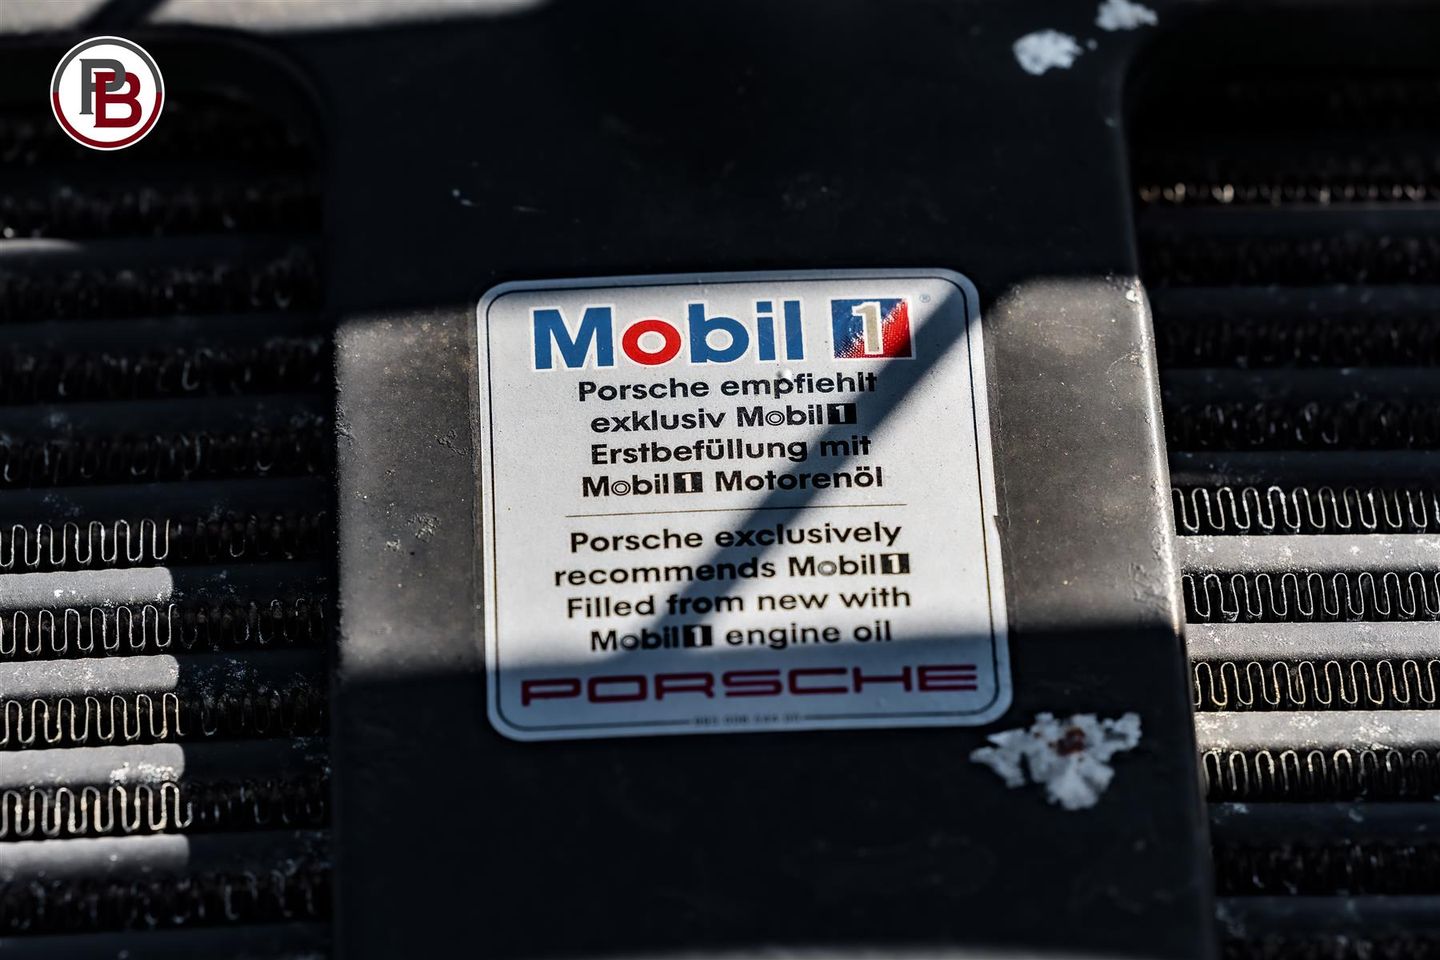 PB
Mobil 1 ®
Porsche empfiehlt
exklusiv Mobil 1
Erstbefüllung mit
Mobil 1 Motorenöl
Porsche exclusively
recommends Mobil 1
Filled from new with
Mobil 1 engine oil
PORSCHE